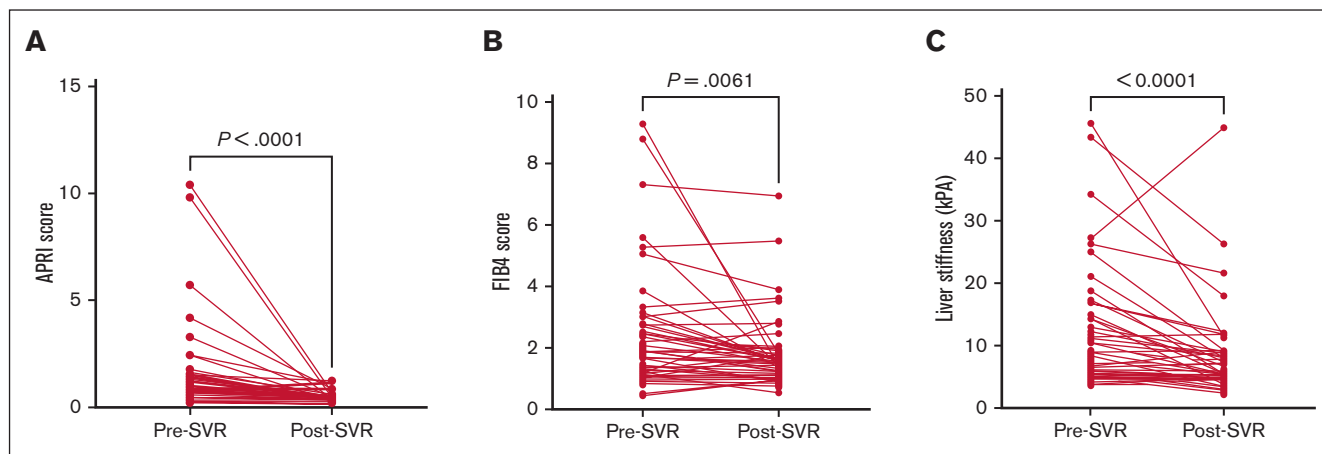 A
APRI score
15
10
5
0
P < .0001
Pre-SVR
Post-SVR
B
FIB4 score
10
8
6
4
2
0
P = .0061
Pre-SVR
Post-SVR
C
Liver stiffness (kPA)
50
40
30
20
10
0
< 0.0001
Pre-SVR
Post-SVR